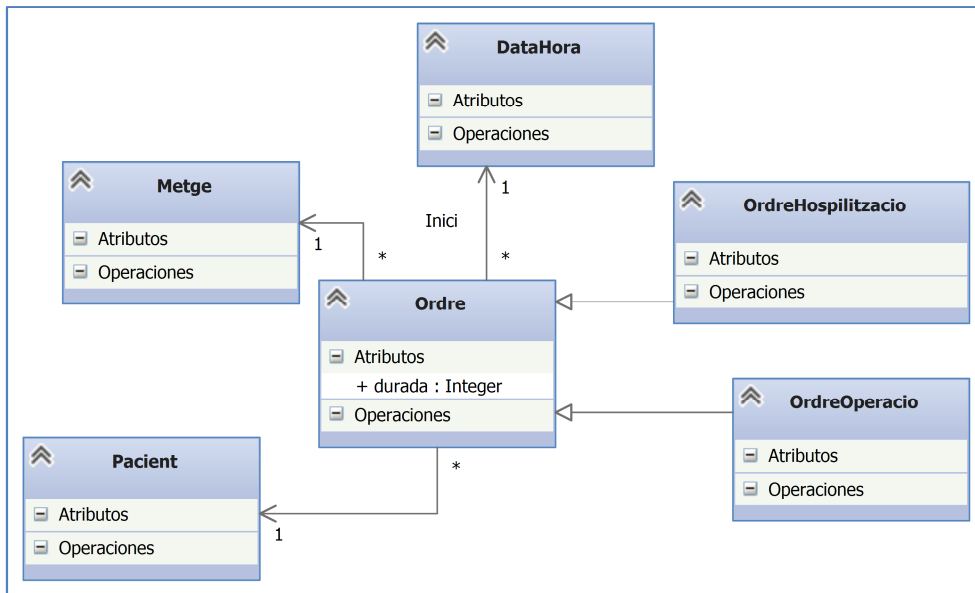 DataHora
Atributos
Operaciones
1
Inici
*
Metge
Atributos
Operaciones
1
*
OrdreHospilitzacio
Atributos
Operaciones
Ordre
Atributos
+ durada : Integer
Operaciones
*
OrdreOperacio
Atributos
Operaciones
Pacient
Atributos
Operaciones
1